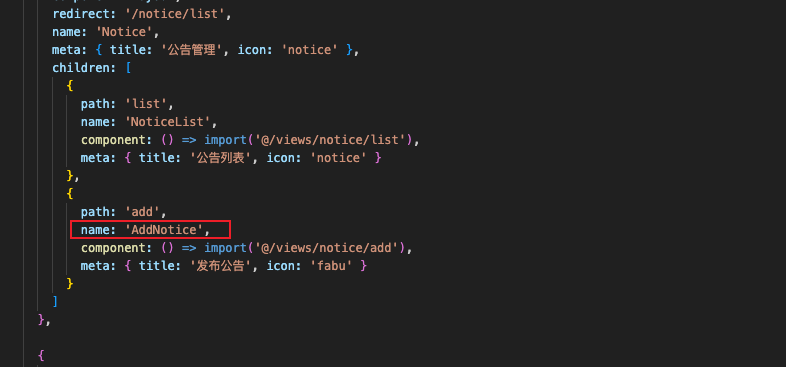 redirect: '/notice/list',
name: 'Notice',
meta: { title: '公告管理', icon: 'notice' },
children: [
{
path: 'list',
name: 'NoticeList',
component: () => import('@/views/notice/list'),
meta: { title: '公告列表', icon: 'notice' }
},
{
path: 'add',
name: 'AddNotice',
component: () => import('@/views/notice/add'),
meta: { title: '发布公告', icon: 'fabu' }
}
]
},
{